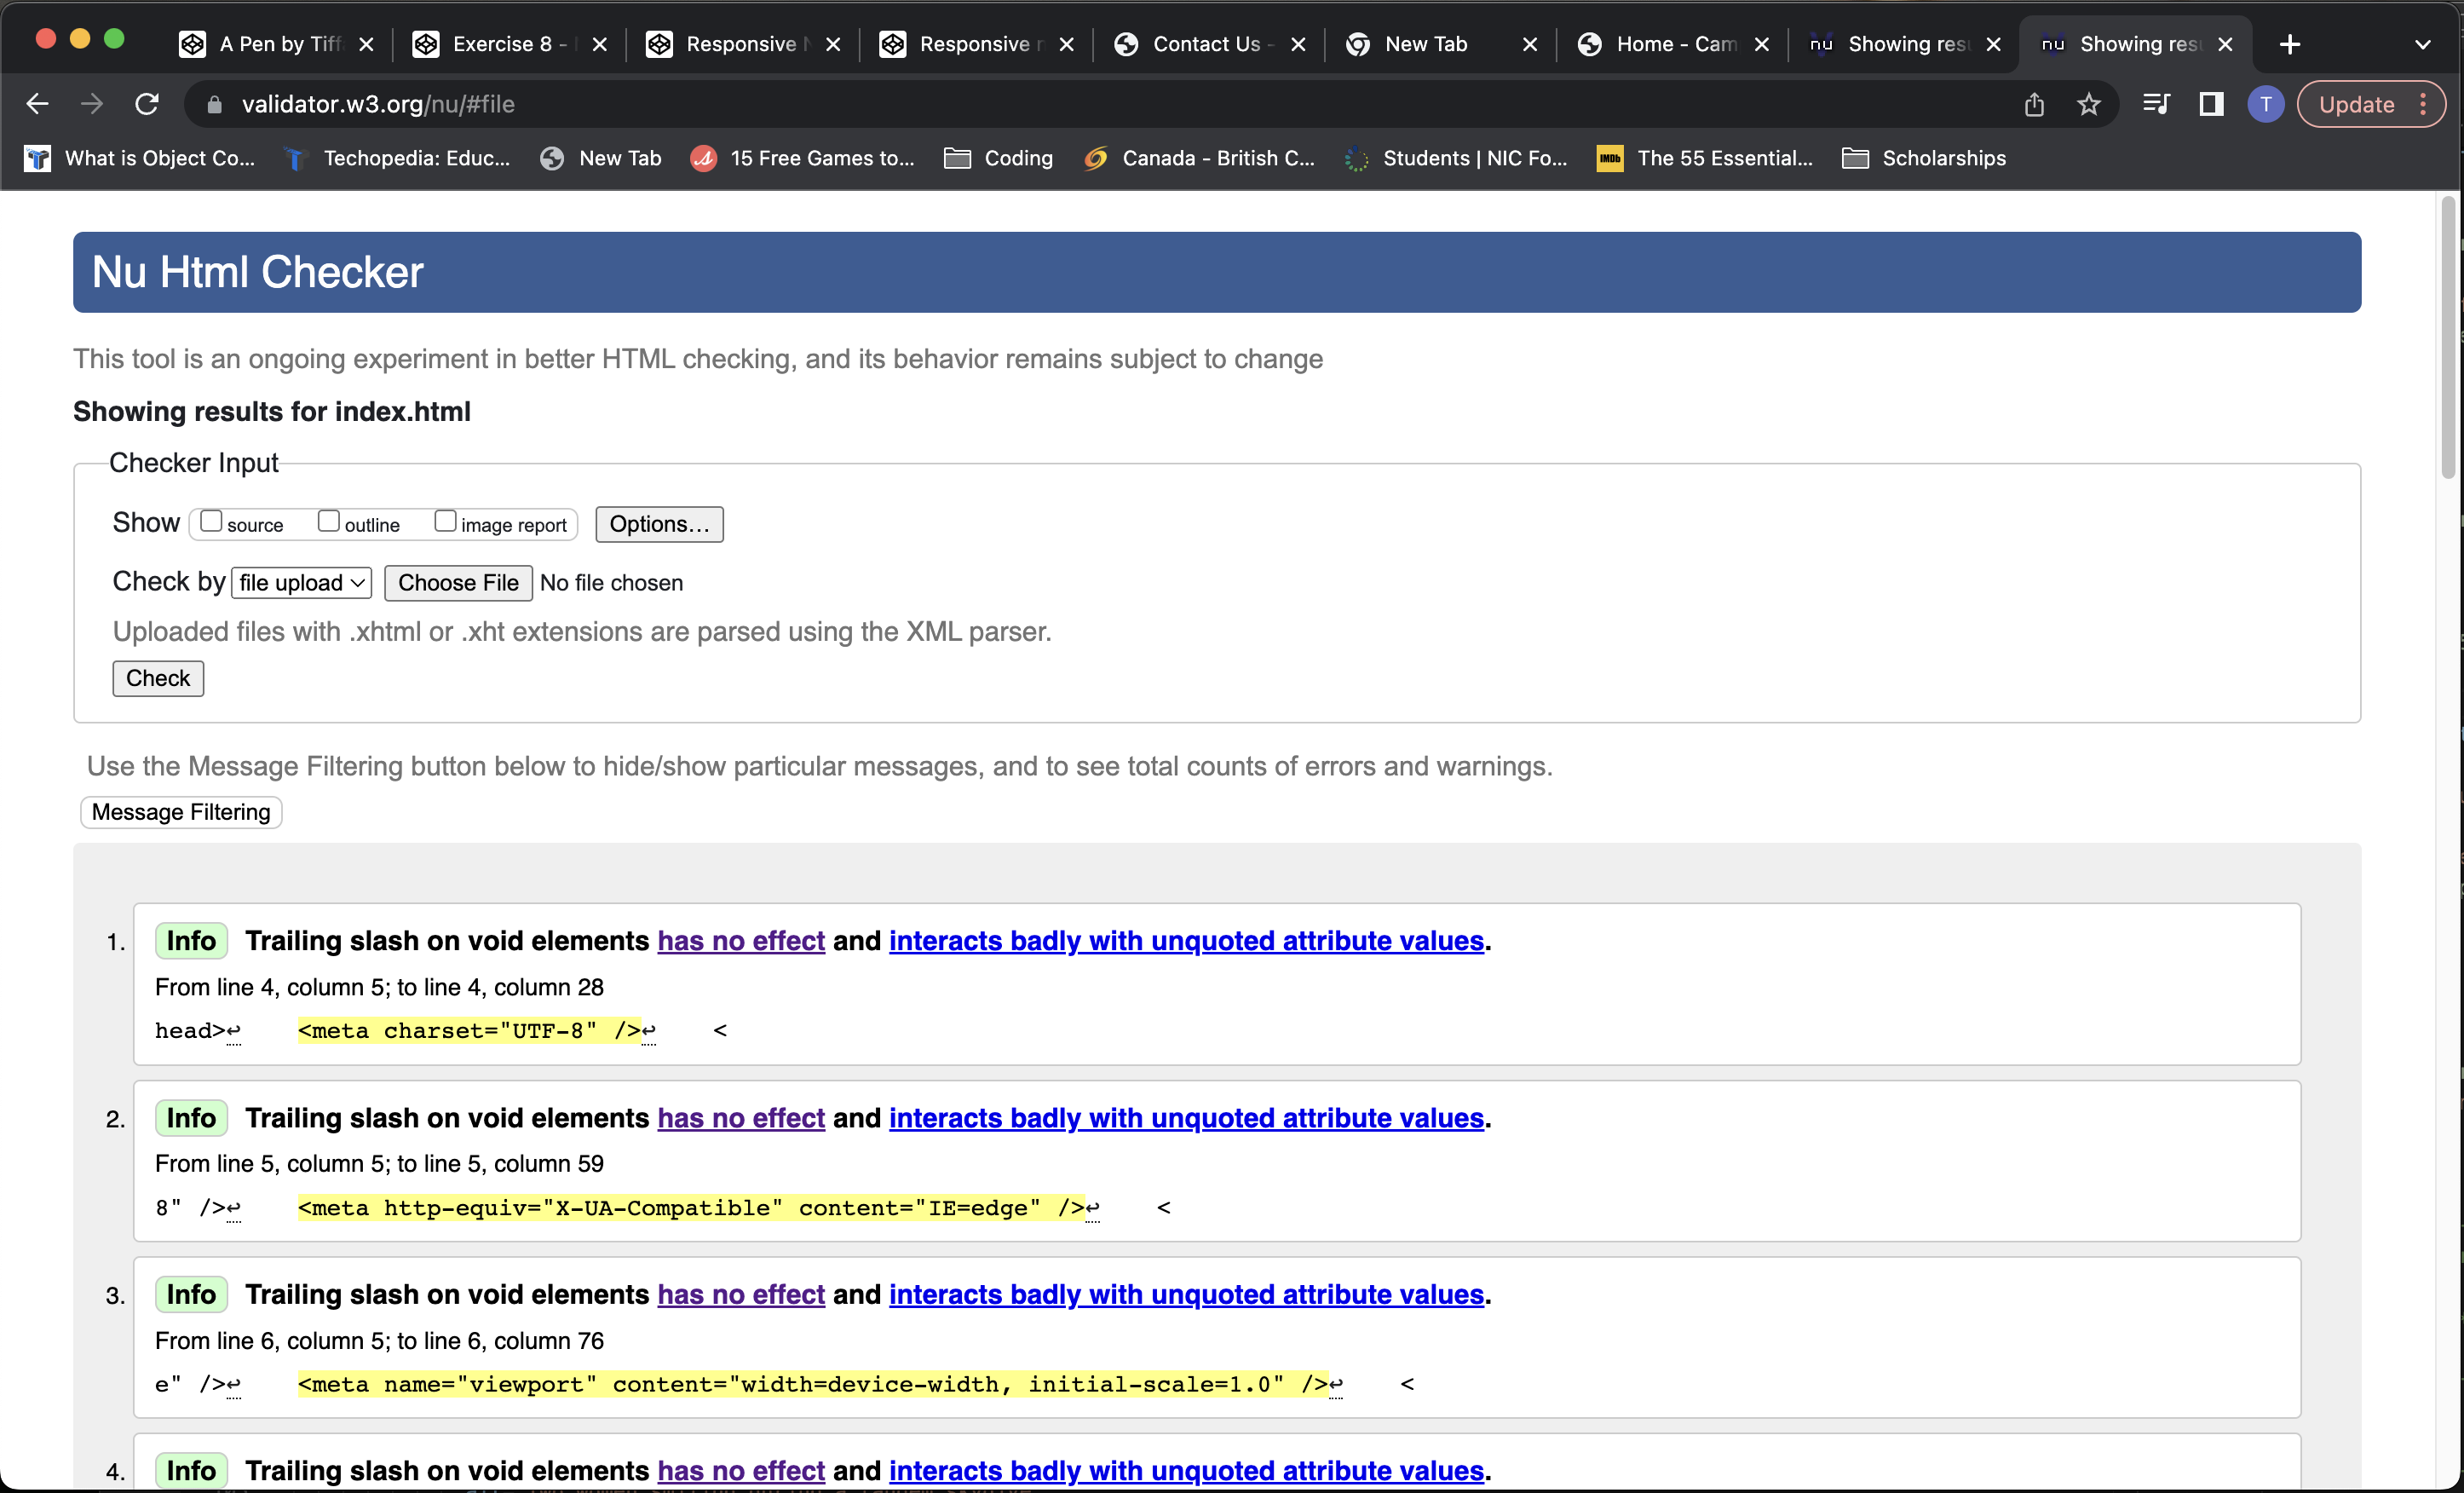 A Pen by Tiff
Exercise 8 -
Responsive
Responsive
Contact Us -
New Tab
Home - Cam
nu Showing res
nu Showing res
validator.w3.org/nu/#file
T
Update
What is Object Co...
Techopedia: Educ...
New Tab
15 Free Games to...
Coding
Canada - British C...
Students | NIC Fo...
IMDb
The 55 Essential...
Scholarships
Nu Html Checker
This tool is an ongoing experiment in better HTML checking, and its behavior remains subject to change
Showing results for index.html
Checker Input
Show source outline image report Options...
Check by file upload Choose File No file chosen
Uploaded files with .xhtml or .xht extensions are parsed using the XML parser.
Check
Use the Message Filtering button below to hide/show particular messages, and to see total counts of errors and warnings.
Message Filtering
1. Info Trailing slash on void elements has no effect and interacts badly with unquoted attribute values.
From line 4, column 5; to line 4, column 28
head>↩ <meta charset="UTF-8" />↩ <
2. Info Trailing slash on void elements has no effect and interacts badly with unquoted attribute values.
From line 5, column 5; to line 5, column 59
8" />↩ <meta http-equiv="X-UA-Compatible" content="IE=edge" />↩ <
3. Info Trailing slash on void elements has no effect and interacts badly with unquoted attribute values.
From line 6, column 5; to line 6, column 76
e" />↩ <meta name="viewport" content="width=device-width, initial-scale=1.0" />↩ <
4. Info Trailing slash on void elements has no effect and interacts badly with unquoted attribute values.